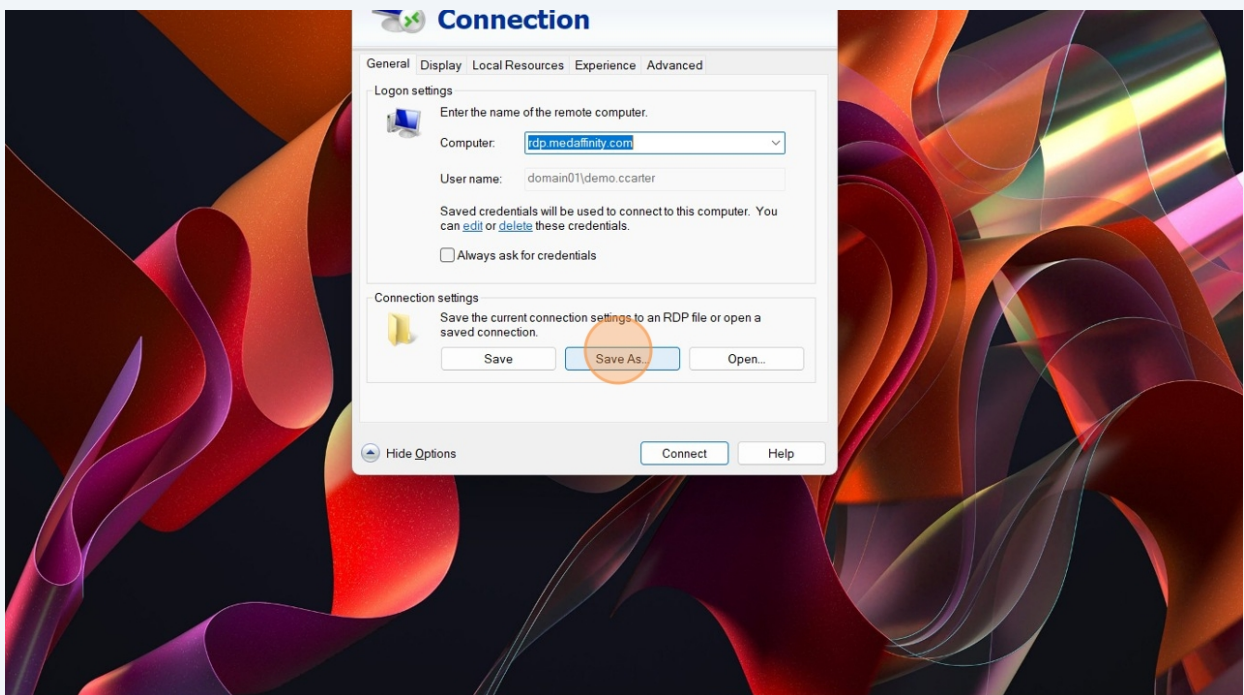 Connection
General Display Local Resources Experience Advanced
Logon settings
Enter the name of the remote computer.
Computer: rdp.medaffinity.com
User name: domain01\demo.ccarter
Saved credentials will be used to connect to this computer. You
can edit or delete these credentials.
Always ask for credentials
Connection settings
Save the current connection settings to an RDP file or open a
saved connection.
Save Save As... Open...
Hide Options Connect Help